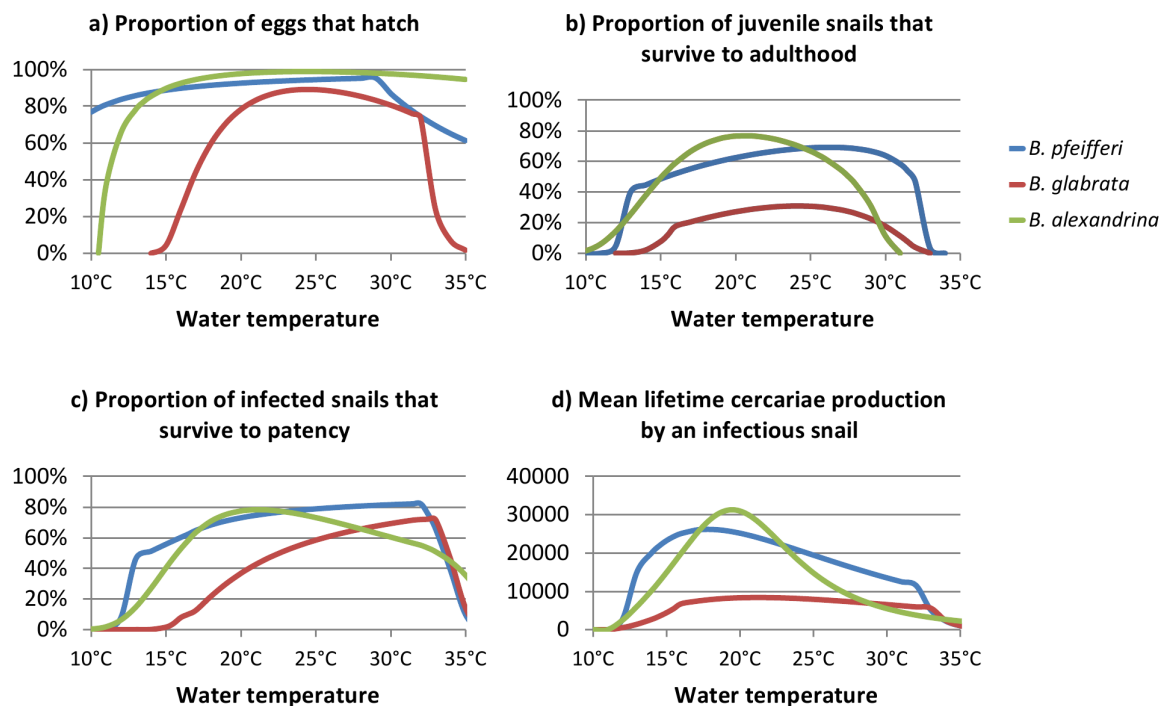 a) Proportion of eggs that hatch
100%
80%
60%
40%
20%
0%
10°C 15°C 20°C 25°C 30°C 35°C
Water temperature
b) Proportion of juvenile snails that
survive to adulthood
100%
80%
60%
40%
20%
0%
10°C 15°C 20°C 25°C 30°C 35°C
Water temperature
B. pfeifferi
B. glabrata
B. alexandrina
c) Proportion of infected snails that
survive to patency
100%
80%
60%
40%
20%
0%
10°C 15°C 20°C 25°C 30°C 35°C
Water temperature
d) Mean lifetime cercariae production
by an infectious snail
40000
30000
20000
10000
0
10°C 15°C 20°C 25°C 30°C 35°C
Water temperature